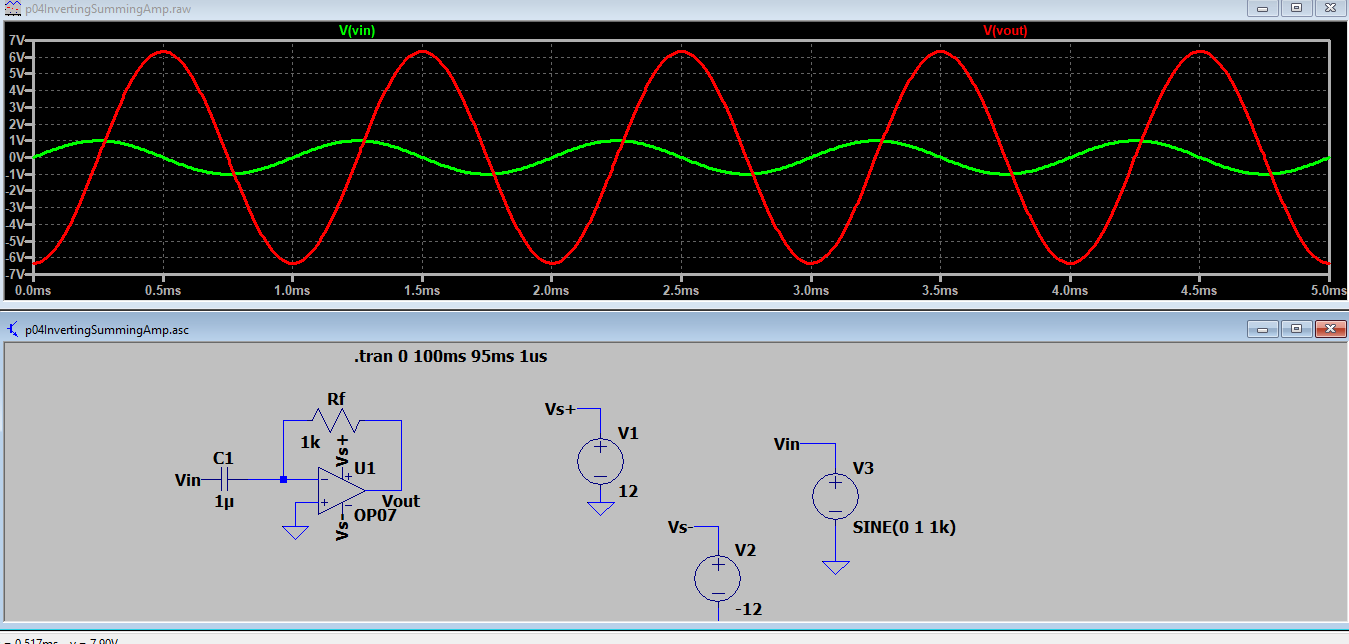 p04InvertingSummingAmp.raw
V(vin) V(vout)
7V
6V
5V
4V
3V
2V
1V
0V
-1V
-2V
-3V
-4V
-5V
-6V
-7V
0.0ms 0.5ms 1.0ms 1.5ms 2.0ms 2.5ms 3.0ms 3.5ms 4.0ms 4.5ms 5.0ms
p04InvertingSummingAmp.asc
.tran 0 100ms 95ms 1us
Rf
1k
Vs+
C1
Vin
1µ
U1
Vout
OP07
Vs-
Vs+
V1
12
Vs-
V2
-12
Vin
V3
SINE(0 1 1k)
= 0.517ms y = 7.90V